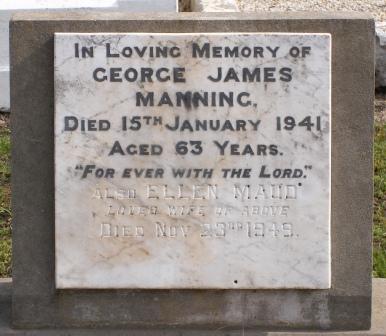 In Loving Memory of
GEORGE JAMES
MANNING,
Died 15TH January 1941
Aged 63 Years.
"For ever with the Lord."
Also ELLEN MAUD
LOVED WIFE OF ABOVE
Died Nov 23RD 1949.